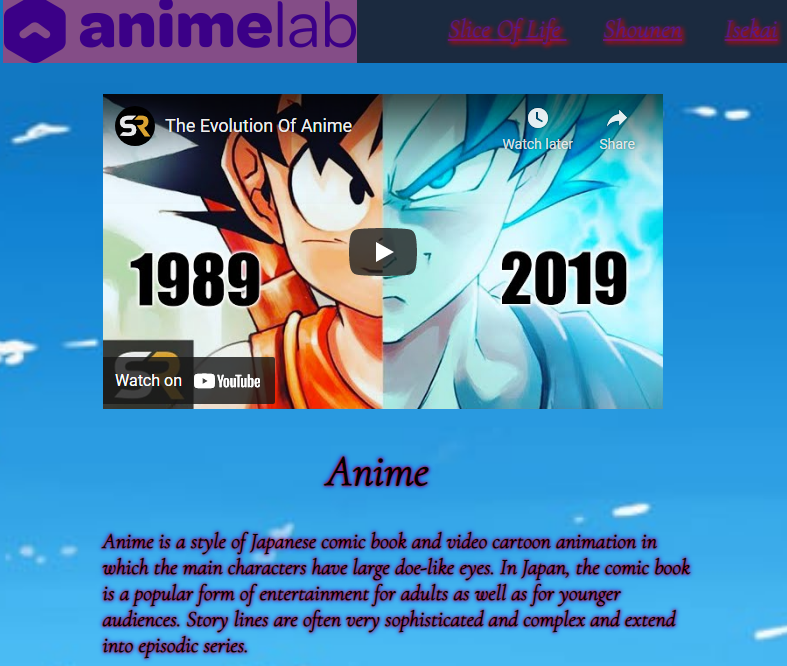 animelab
Slice Of Life Shounen Isekai
SR The Evolution Of Anime
Watch later Share
1989 2019
SR
Watch on YouTube
Anime
Anime is a style of Japanese comic book and video cartoon animation in
which the main characters have large doe-like eyes. In Japan, the comic book
is a popular form of entertainment for adults as well as for younger
audiences. Story lines are often very sophisticated and complex and extend
into episodic series.